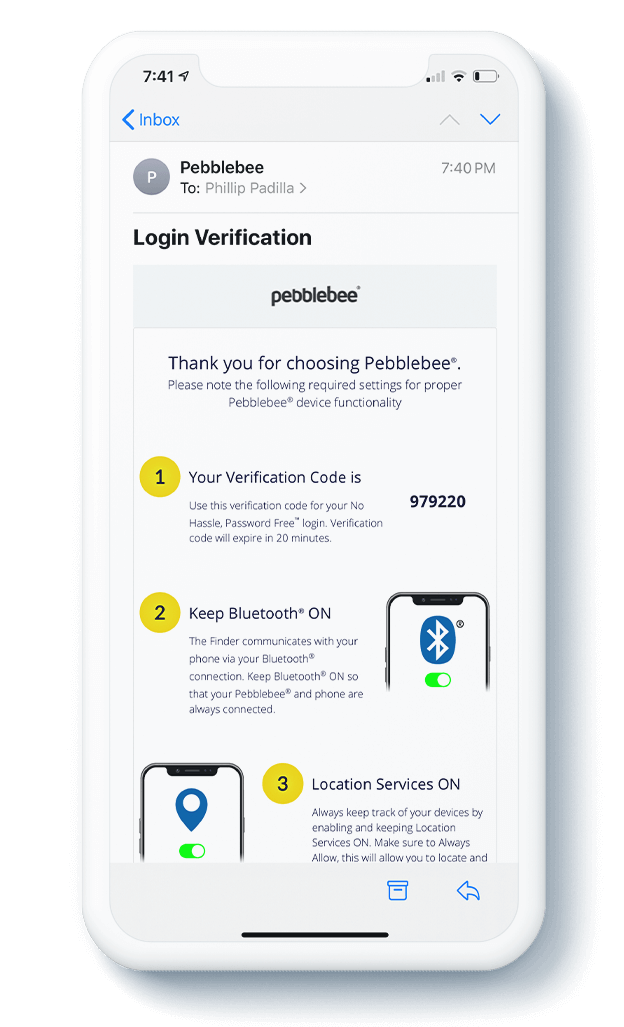 7:41
Inbox
P
Pebblebee
7:40 PM
To: Phillip Padilla
Login Verification
pebblebee®
Thank you for choosing Pebblebee®.
Please note the following required settings for proper
Pebblebee® device functionality
1
Your Verification Code is
Use this verification code for your No
Hassle, Password Free™ login. Verification
code will expire in 20 minutes.
979220
2
Keep Bluetooth® ON
The Finder communicates with your
phone via your Bluetooth®
connection. Keep Bluetooth® ON so
that your Pebblebee® and phone are
always connected.
®
3
Location Services ON
Always keep track of your devices by
enabling and keeping Location
Services ON. Make sure to Always
Allow, this will allow you to locate and